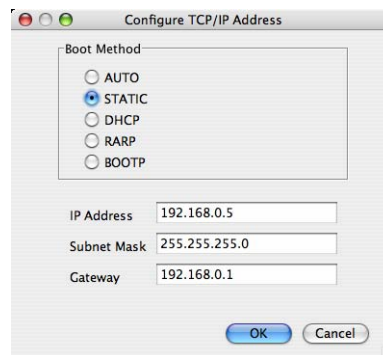 Configure TCP/IP Address
Boot Method
AUTO
STATIC
DHCP
RARP
BOOTP
IP Address 192.168.0.5
Subnet Mask 255.255.255.0
Gateway 192.168.0.1
OK Cancel